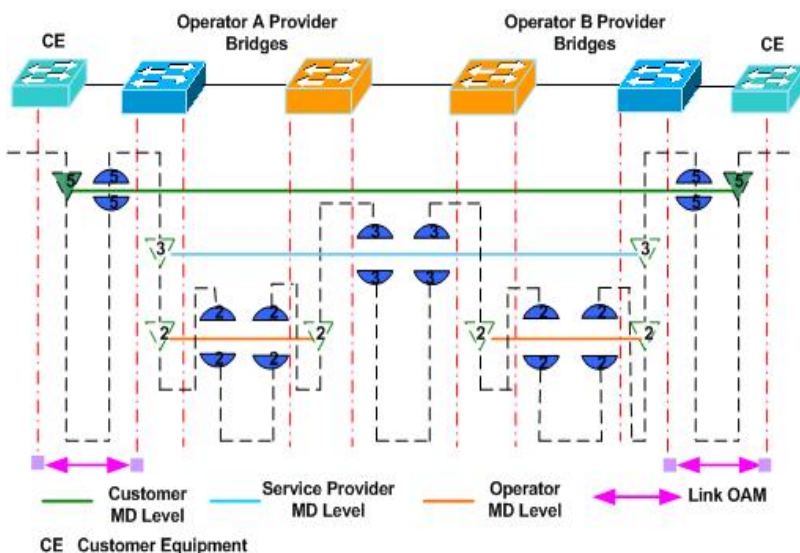 CE
Operator A Provider
Bridges
Operator B Provider
Bridges
CE
5
5
5
5
5
5
3
3
3
3
3
3
2
2
2
2
2
2
2
2
2
2
2
2
Customer
MD Level
Service Provider
MD Level
Operator
MD Level
Link OAM
CE Customer Equipment